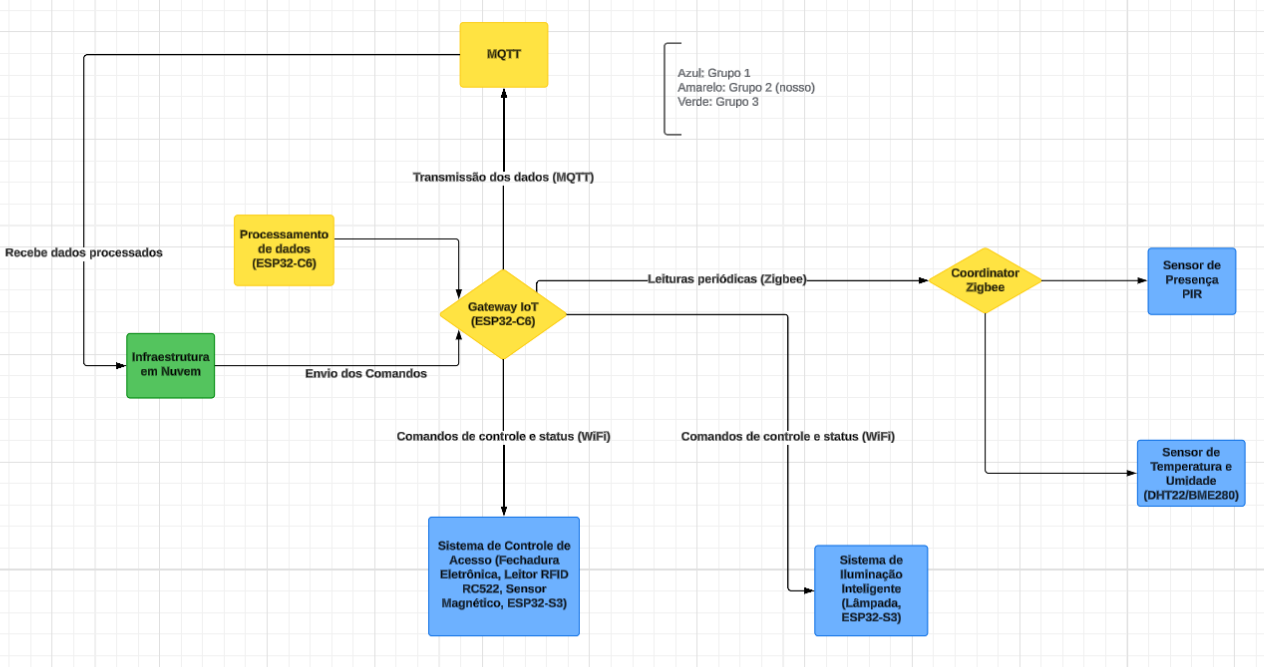 MQTT
Azul: Grupo 1
Amarelo: Grupo 2 (nosso)
Verde: Grupo 3
Transmissão dos dados (MQTT)
Processamento
de dados
(ESP32-C6)
Recebe dados processados
Gateway IoT
(ESP32-C6)
Leituras periódicas (Zigbee)
Coordinator
Zigbee
Sensor de
Presença
PIR
Infraestrutura
em Nuvem
Envio dos Comandos
Comandos de controle e status (WiFi)
Comandos de controle e status (WiFi)
Sensor de
Temperatura e
Umidade
(DHT22/BME280)
Sistema de Controle de
Acesso (Fechadura
Eletrônica, Leitor RFID
RC522, Sensor
Magnético, ESP32-S3)
Sistema de
Iluminação
Inteligente
(Lâmpada,
ESP32-S3)